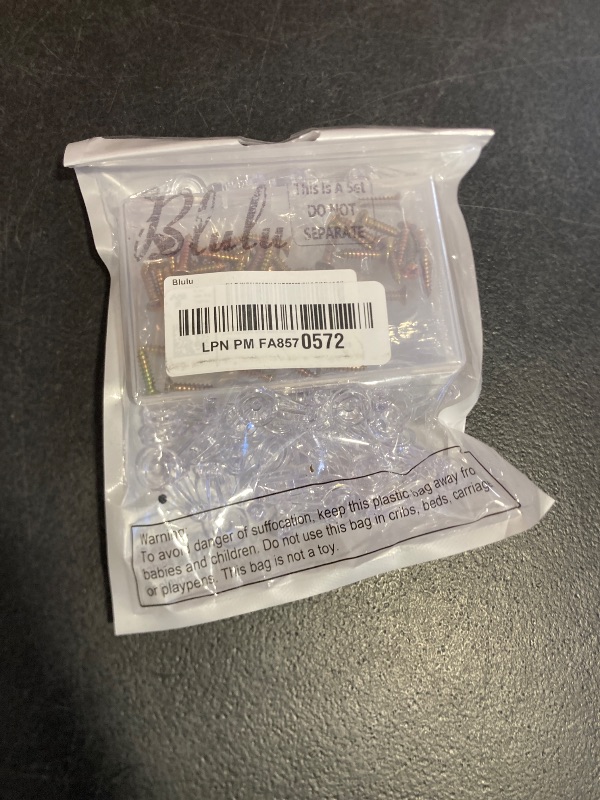 Blulu
This Is A Set
DO NOT
SEPARATE
Blulu
LPN PM FA857 0572
Warning:
To avoid danger of suffocation, keep this plastic bag away fro
babies and children. Do not use this bag in cribs, beds, carriag
or playpens. This bag is not a toy.